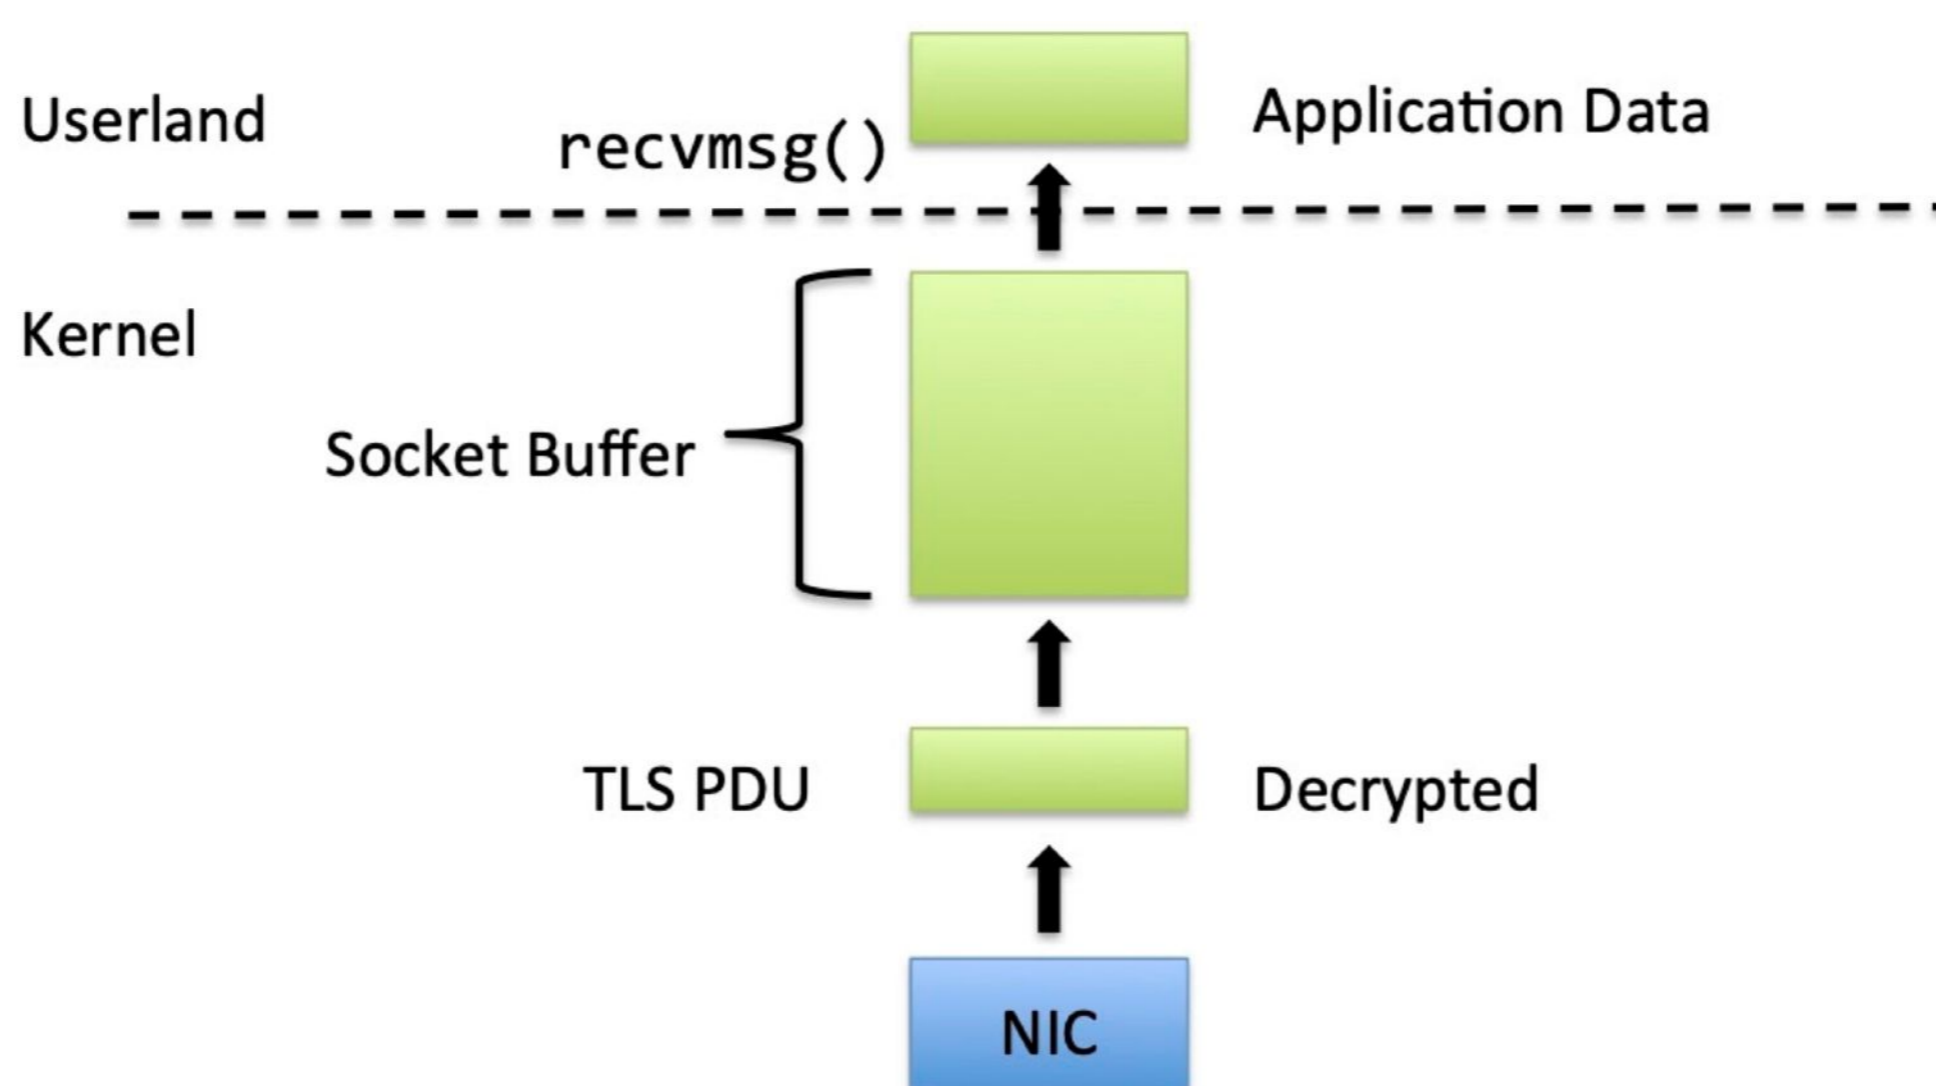 Userland
recvmsg()
Application Data
Kernel
Socket Buffer
TLS PDU
Decrypted
NIC